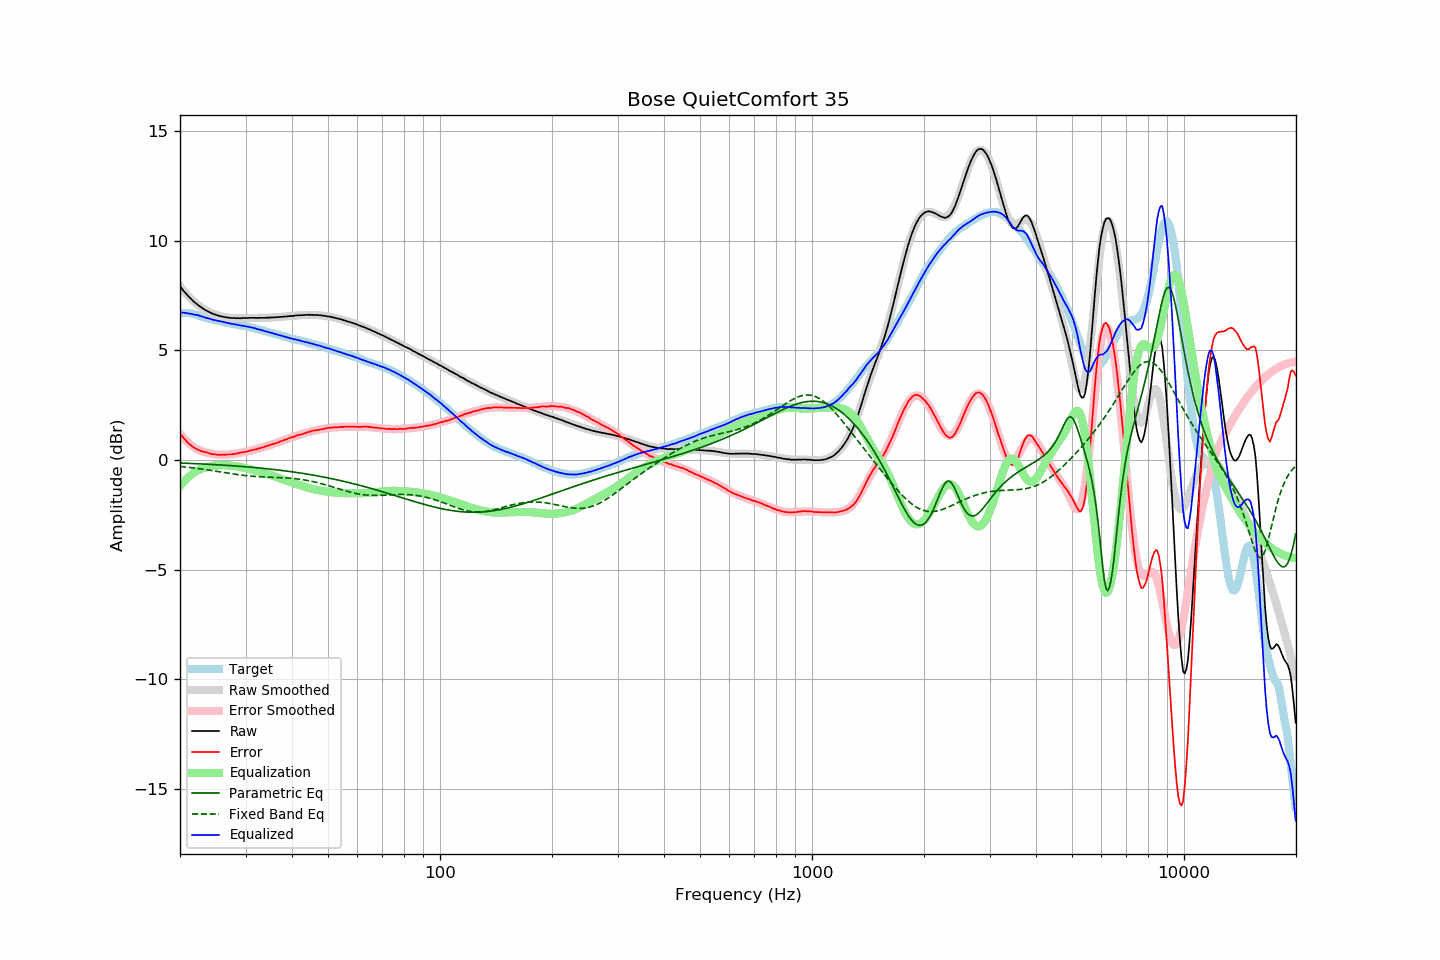 Bose QuietComfort 35
15
10
5
0
−5
−10
−15
Amplitude (dBr)
Target
Raw Smoothed
Error Smoothed
Raw
Error
Equalization
Parametric Eq
Fixed Band Eq
Equalized
100 1000 10000
Frequency (Hz)